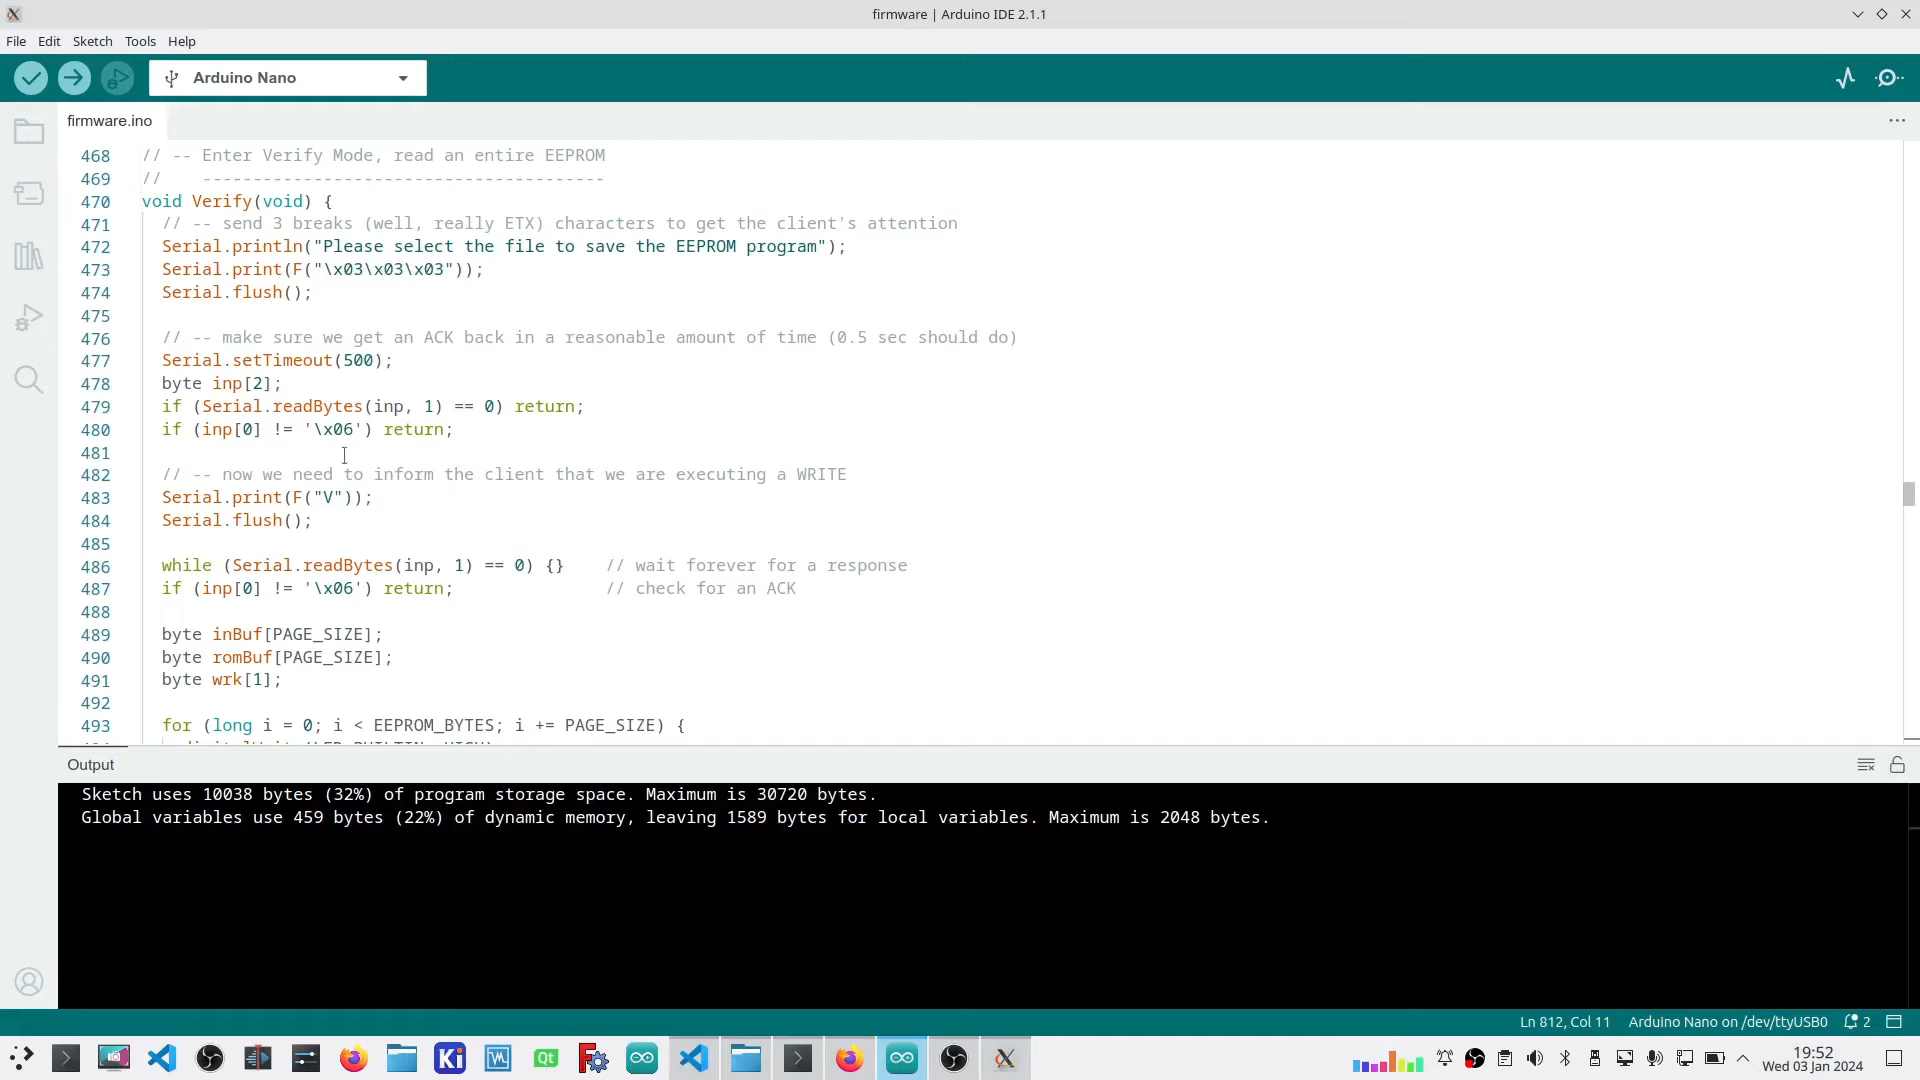 firmware | Arduino IDE 2.1.1
File Edit Sketch Tools Help
Arduino Nano
firmware.ino
468 // -- Enter Verify Mode, read an entire EEPROM
469 // ----------------------------------------
470 void Verify(void) {
471 // -- send 3 breaks (well, really ETX) characters to get the client's attention
472 Serial.println("Please select the file to save the EEPROM program");
473 Serial.print(F("\x03\x03\x03"));
474 Serial.flush();
475
476 // -- make sure we get an ACK back in a reasonable amount of time (0.5 sec should do)
477 Serial.setTimeout(500);
478 byte inp[2];
479 if (Serial.readBytes(inp, 1) == 0) return;
480 if (inp[0] != '\x06') return;
481
482 // -- now we need to inform the client that we are executing a WRITE
483 Serial.print(F("V"));
484 Serial.flush();
485
486 while (Serial.readBytes(inp, 1) == 0) {} // wait forever for a response
487 if (inp[0] != '\x06') return; // check for an ACK
488
489 byte inBuf[PAGE_SIZE];
490 byte romBuf[PAGE_SIZE];
491 byte wrk[1];
492
493 for (long i = 0; i < EEPROM_BYTES; i += PAGE_SIZE) {
Output
Sketch uses 10038 bytes (32%) of program storage space. Maximum is 30720 bytes.
Global variables use 459 bytes (22%) of dynamic memory, leaving 1589 bytes for local variables. Maximum is 2048 bytes.
Ln 812, Col 11 Arduino Nano on /dev/ttyUSB0 2
Ki
Qt
19:52
Wed 03 Jan 2024